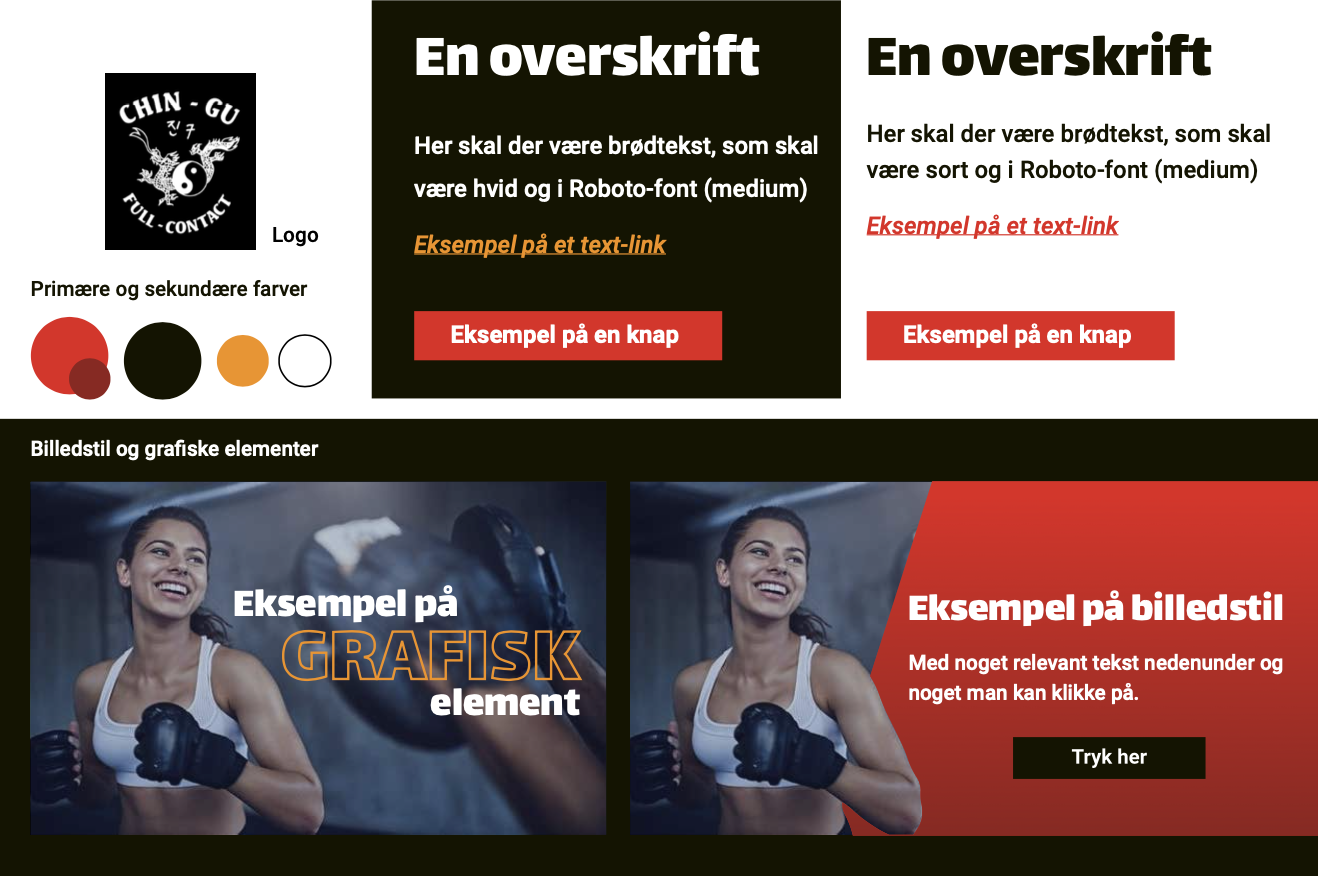 CHIN - GU
진구
FULL - CONTACT
Logo
Primære og sekundære farver
En overskrift
Her skal der være brødtekst, som skal
være hvid og i Roboto-font (medium)
Eksempel på et text-link
Eksempel på en knap
En overskrift
Her skal der være brødtekst, som skal
være sort og i Roboto-font (medium)
Eksempel på et text-link
Eksempel på en knap
Billedstil og grafiske elementer
Eksempel på
GRAFISK
element
Eksempel på billedstil
Med noget relevant tekst nedenunder og
noget man kan klikke på.
Tryk her